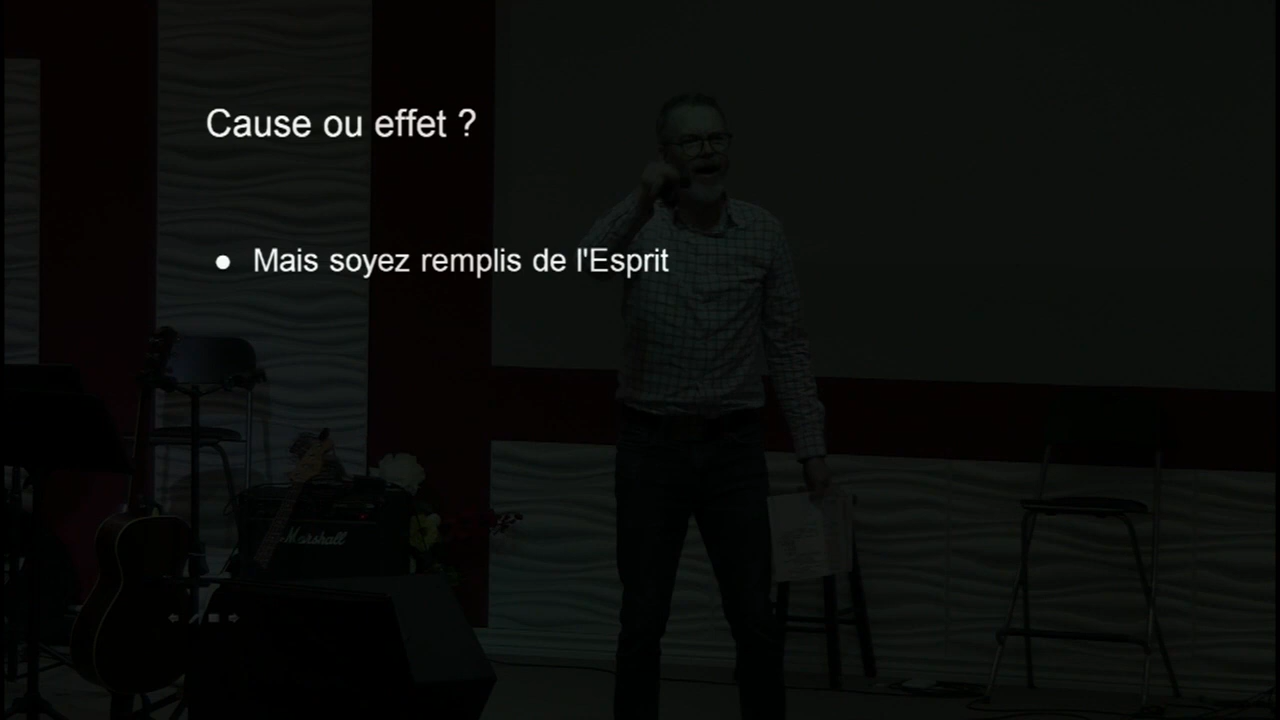 Cause ou effet ?
● Mais soyez remplis de l'Esprit
Marshall